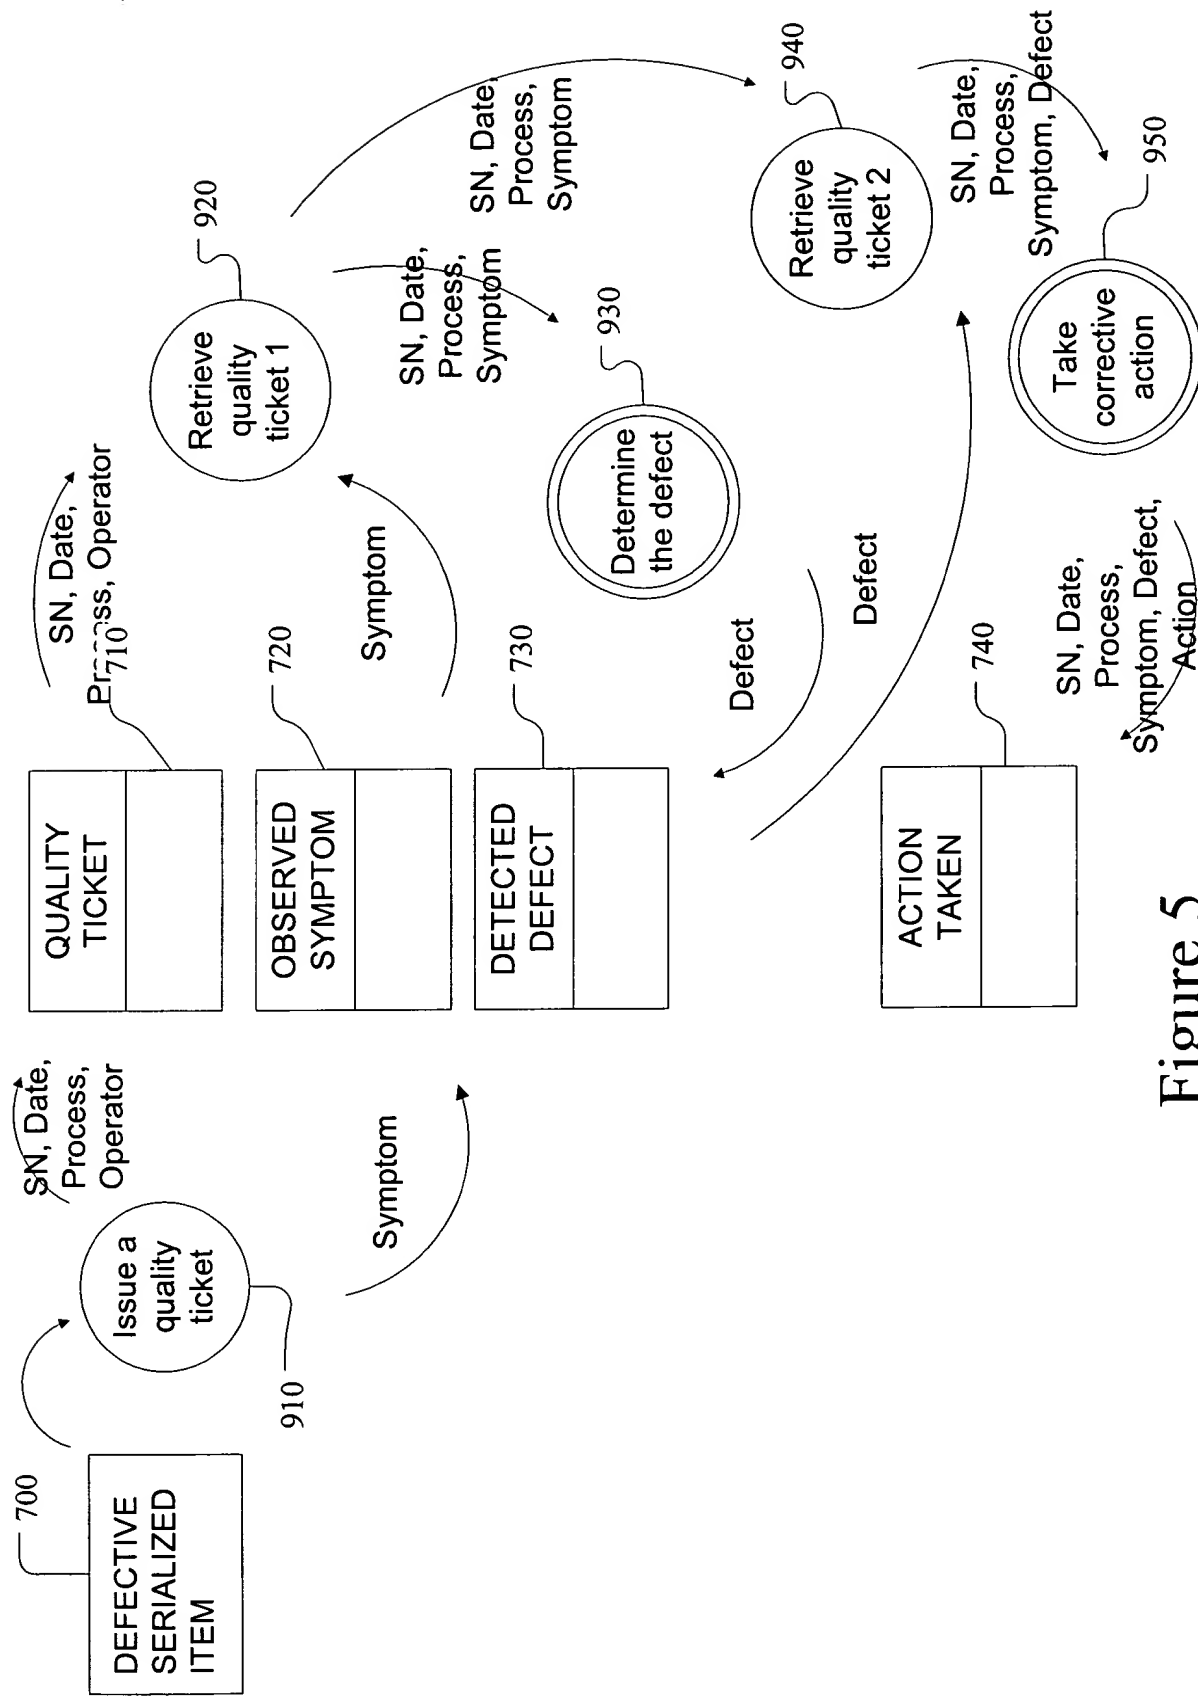 700
DEFECTIVE
SERIALIZED
ITEM
Issue a
quality
ticket
910
SN, Date,
Process,
Operator
Symptom
QUALITY
TICKET
710
OBSERVED
SYMPTOM
720
DETECTED
DEFECT
730
ACTION
TAKEN
740
SN, Date,
Process, Operator
Symptom
Retrieve
quality
ticket 1
920
SN, Date,
Process,
Symptom
SN, Date,
Process,
Symptom
Determine
the defect
930
Defect
Defect
Retrieve
quality
ticket 2
940
SN, Date,
Process,
Symptom, Defect
Take
corrective
action
950
SN, Date,
Process,
Symptom, Defect,
Action
Figure 5